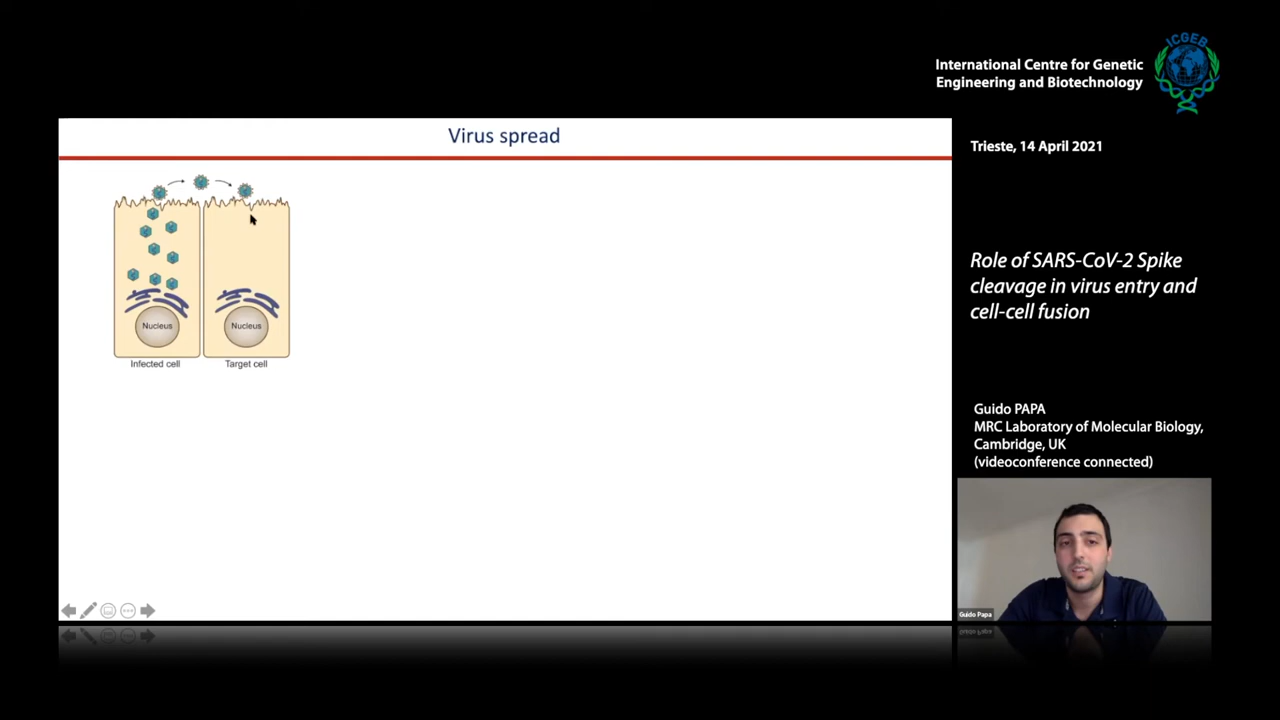 ICGEB
International Centre for Genetic
Engineering and Biotechnology
Trieste, 14 April 2021
Virus spread
Nucleus
Nucleus
Infected cell
Target cell
Role of SARS-CoV-2 Spike
cleavage in virus entry and
cell-cell fusion
Guido PAPA
MRC Laboratory of Molecular Biology,
Cambridge, UK
(videoconference connected)
Guido Papa